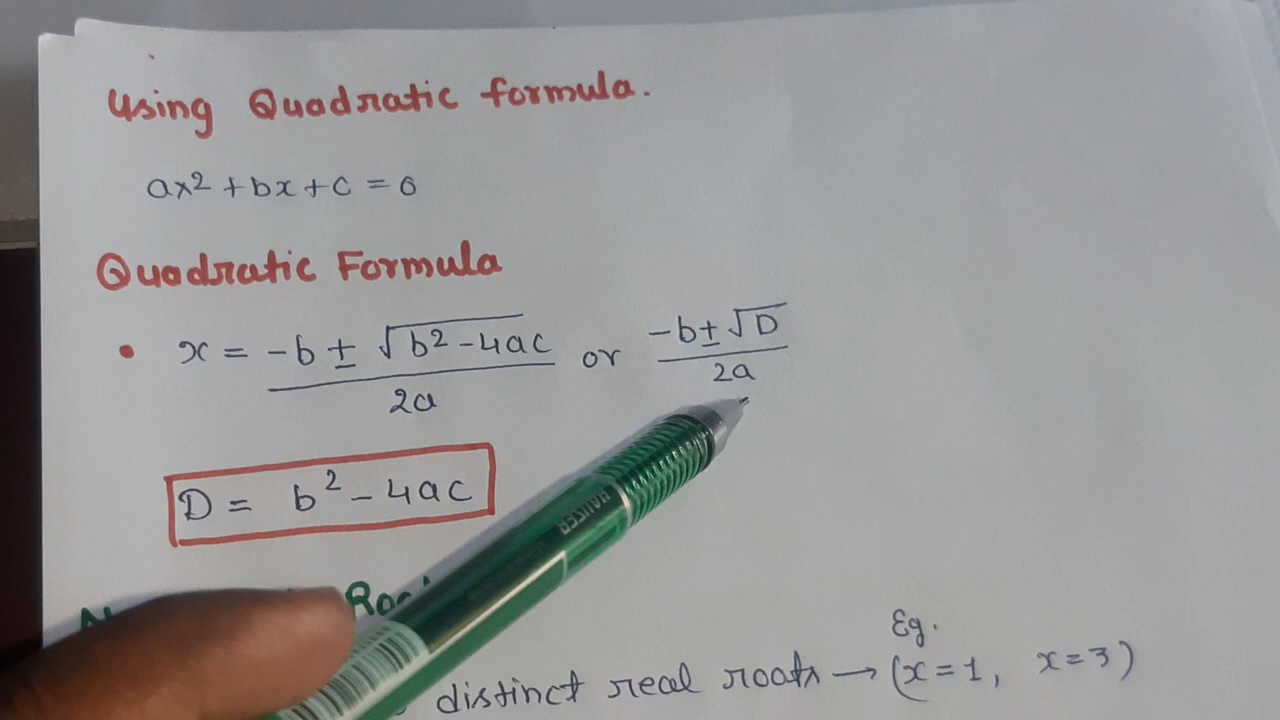 Using Quadratic formula.
ax² + bx + c = 0
Quadratic Formula
• x = (-b ± √(b² - 4ac)) / 2a or (-b ± √D) / 2a
D = b² - 4ac
HAUSER
Eg.
distinct real roots → (x = 1, x = 3)